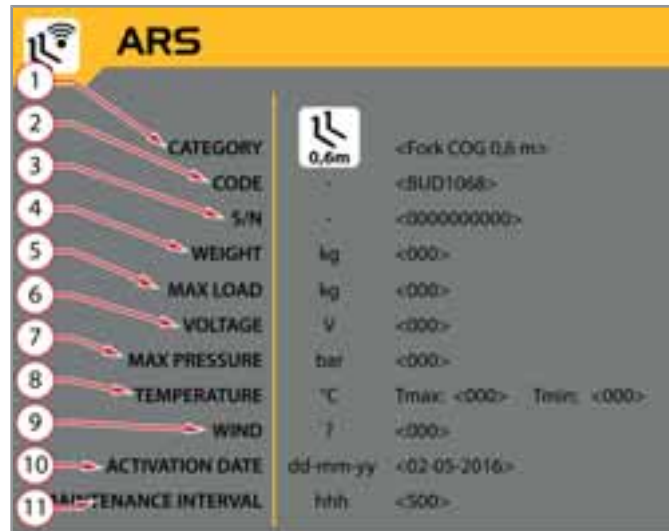 ARS
1 CATEGORY 0,6m <Fork COG 0,6 m>
2 CODE - <BUD1068>
3 S/N - <0000000000>
4 WEIGHT kg <000>
5 MAX LOAD kg <000>
6 VOLTAGE V <000>
7 MAX PRESSURE bar <000>
8 TEMPERATURE °C Tmax: <000> Tmin: <000>
9 WIND ? <000>
10 ACTIVATION DATE dd-mm-yy <02-05-2016>
11 MAINTENANCE INTERVAL hhh <500>